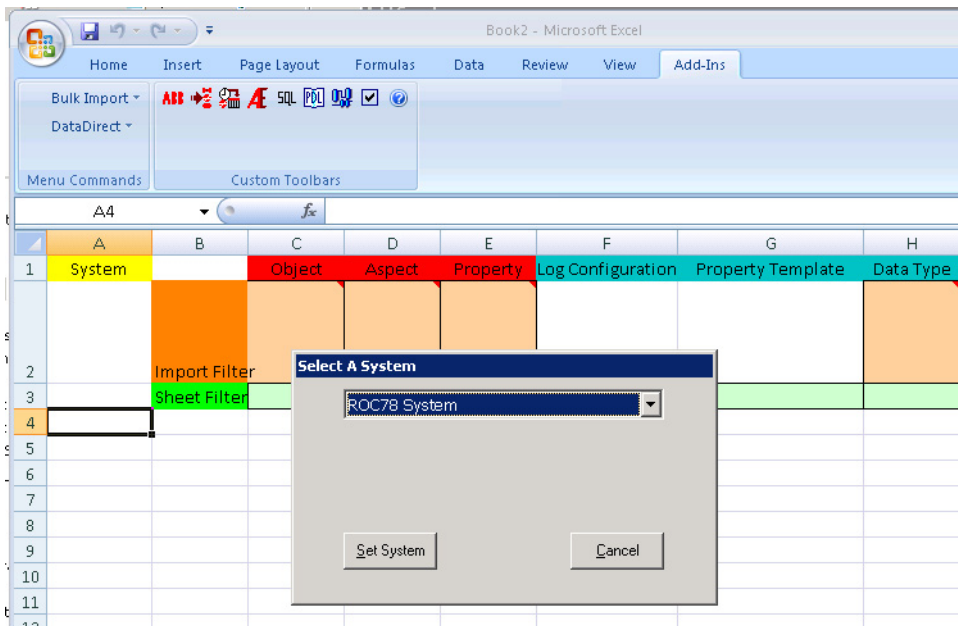 Book2 - Microsoft Excel
Home Insert Page Layout Formulas Data Review View Add-Ins
Bulk Import ABB Æ SQL PDL
DataDirect
Menu Commands Custom Toolbars
A4 fx
A B C D E F G H
1 System Object Aspect Property Log Configuration Property Template Data Type
2 Import Filter
3 Sheet Filter
4
5
6
7
8
9
10
11
Select A System
ROC78 System
Set System Cancel